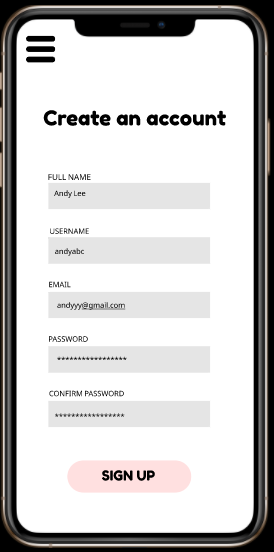 Create an account
FULL NAME
Andy Lee
USERNAME
andyabc
EMAIL
andyyy@gmail.com
PASSWORD
*****************
CONFIRM PASSWORD
*****************
SIGN UP